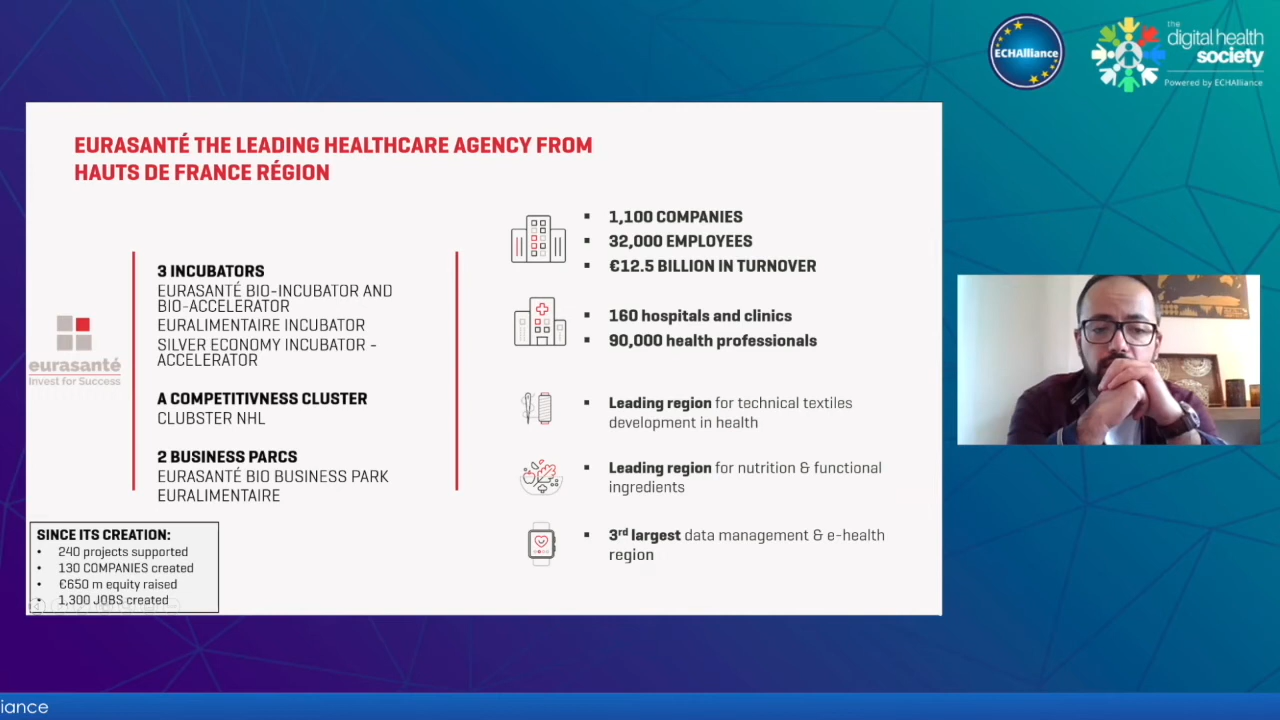 ECHAlliance
the
digital health
society
Powered by ECHAlliance
EURASANTÉ THE LEADING HEALTHCARE AGENCY FROM
HAUTS DE FRANCE RÉGION
eurasanté
Invest for Success
3 INCUBATORS
EURASANTÉ BIO-INCUBATOR AND
BIO-ACCELERATOR
EURALIMENTAIRE INCUBATOR
SILVER ECONOMY INCUBATOR -
ACCELERATOR
A COMPETITIVNESS CLUSTER
CLUBSTER NHL
2 BUSINESS PARCS
EURASANTÉ BIO BUSINESS PARK
EURALIMENTAIRE
SINCE ITS CREATION:
• 240 projects supported
• 130 COMPANIES created
• €650 m equity raised
• 1,300 JOBS created
▪ 1,100 COMPANIES
▪ 32,000 EMPLOYEES
▪ €12.5 BILLION IN TURNOVER
▪ 160 hospitals and clinics
▪ 90,000 health professionals
▪ Leading region for technical textiles
development in health
▪ Leading region for nutrition & functional
ingredients
▪ 3rd largest data management & e-health
region
iance